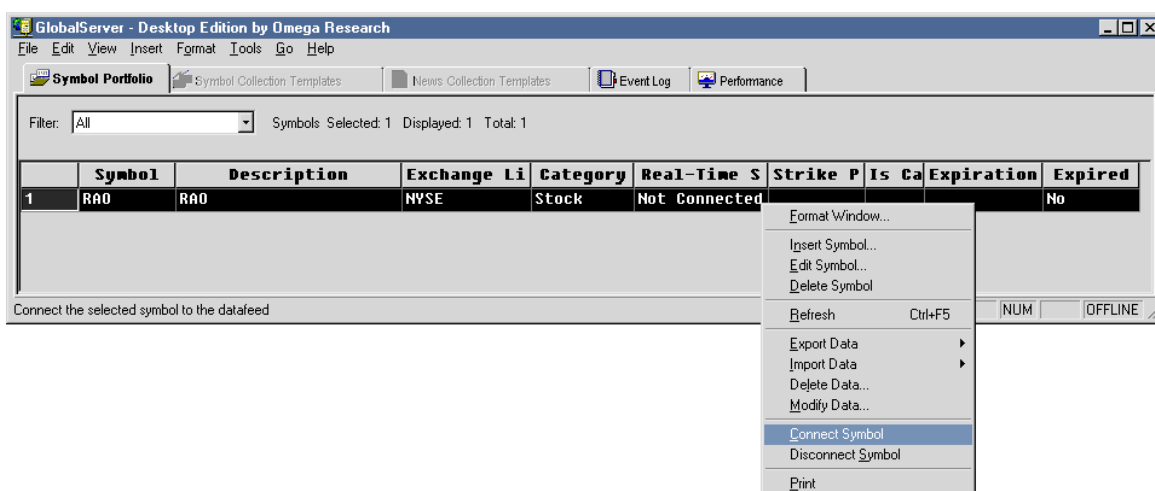 GlobalServer - Desktop Edition by Omega Research
File Edit View Insert Format Tools Go Help
Symbol Portfolio Symbol Collection Templates News Collection Templates Event Log Performance
Filter: All Symbols Selected: 1 Displayed: 1 Total: 1
Symbol Description Exchange Li Category Real-Time S Strike P Is Ca Expiration Expired
1 RAO RAO NYSE Stock Not Connected No
Format Window...
Insert Symbol...
Edit Symbol...
Delete Symbol
Connect the selected symbol to the datafeed
Refresh Ctrl+F5
NUM OFFLINE
Export Data
Import Data
Delete Data...
Modify Data...
Connect Symbol
Disconnect Symbol
Print